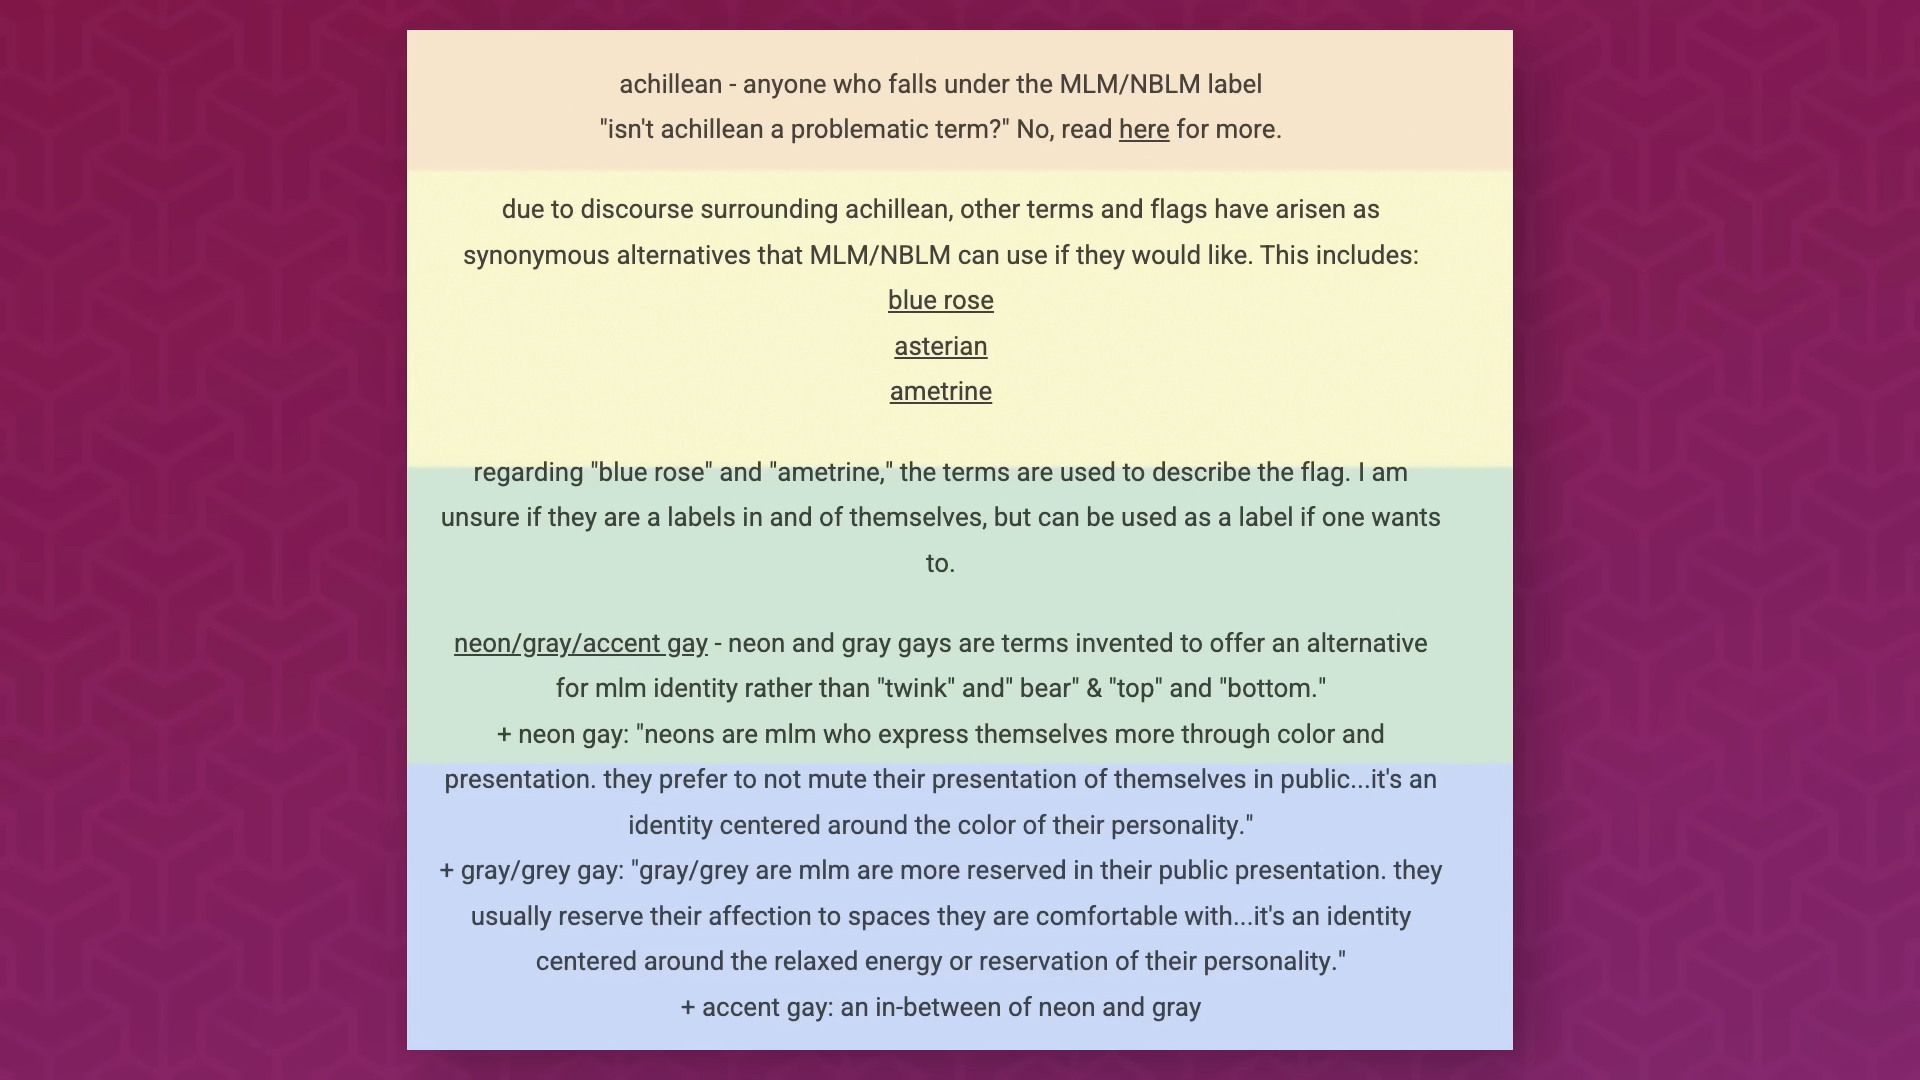 achillean - anyone who falls under the MLM/NBLM label
"isn't achillean a problematic term?" No, read here for more.
due to discourse surrounding achillean, other terms and flags have arisen as
synonymous alternatives that MLM/NBLM can use if they would like. This includes:
blue rose
asterian
ametrine
regarding "blue rose" and "ametrine," the terms are used to describe the flag. I am
unsure if they are a labels in and of themselves, but can be used as a label if one wants
to.
neon/gray/accent gay - neon and gray gays are terms invented to offer an alternative
for mlm identity rather than "twink" and" bear" & "top" and "bottom."
+ neon gay: "neons are mlm who express themselves more through color and
presentation. they prefer to not mute their presentation of themselves in public...it's an
identity centered around the color of their personality."
+ gray/grey gay: "gray/grey are mlm are more reserved in their public presentation. they
usually reserve their affection to spaces they are comfortable with...it's an identity
centered around the relaxed energy or reservation of their personality."
+ accent gay: an in-between of neon and gray